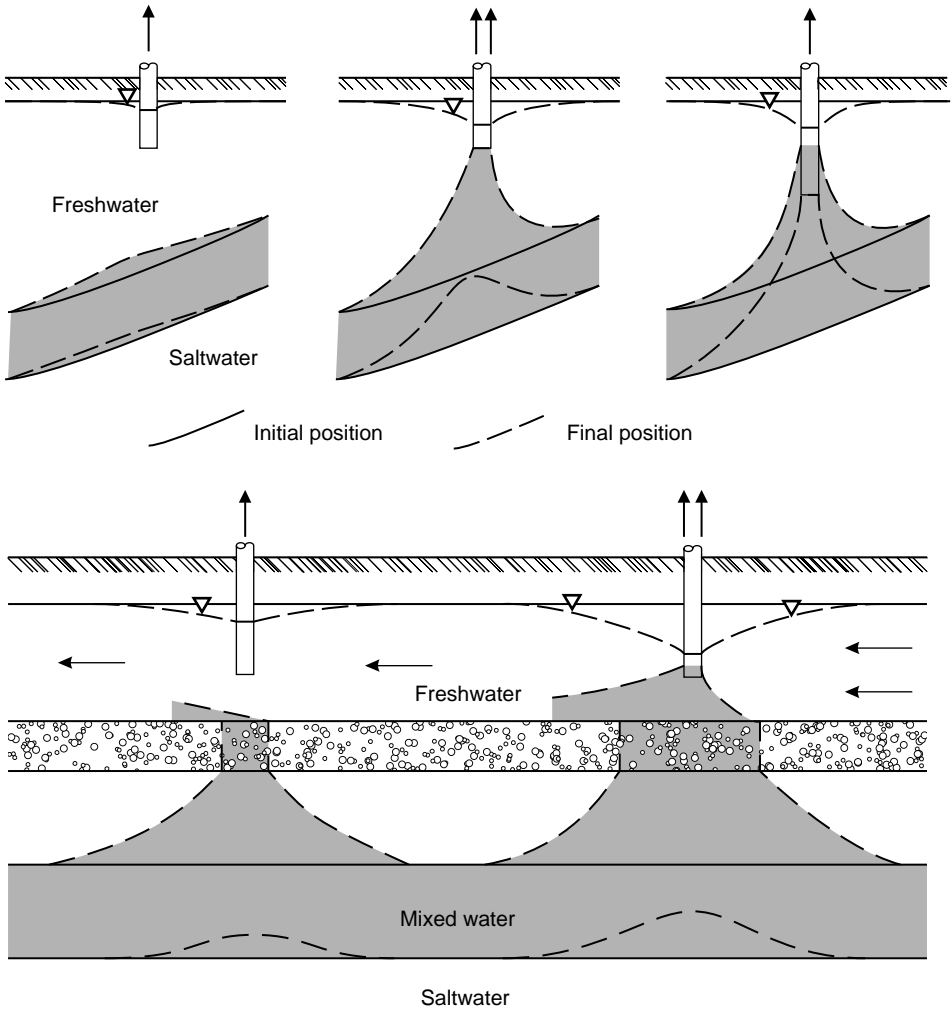 Freshwater
Saltwater
Initial position
Final position
Freshwater
Mixed water
Saltwater